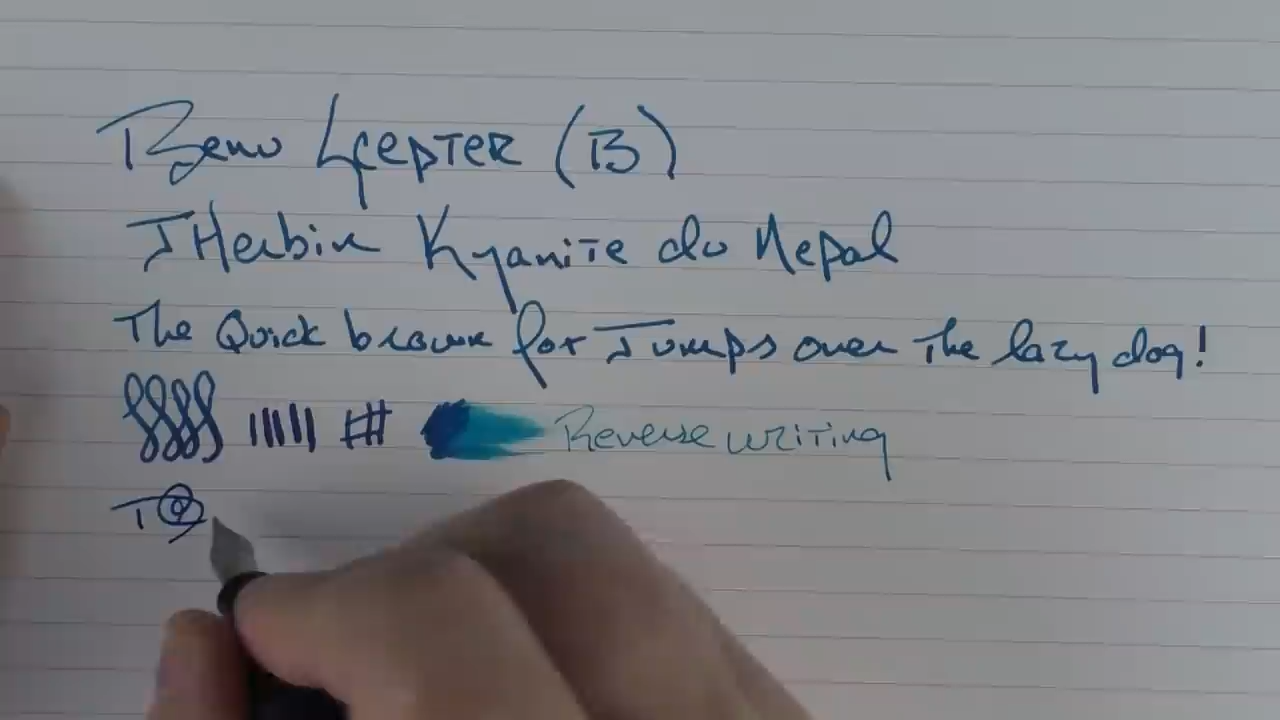 Benu Scepter (B)
J Herbin Kyanite du Nepal
The Quick brown fox Jumps over The lazy dog!
Reverse writing
T